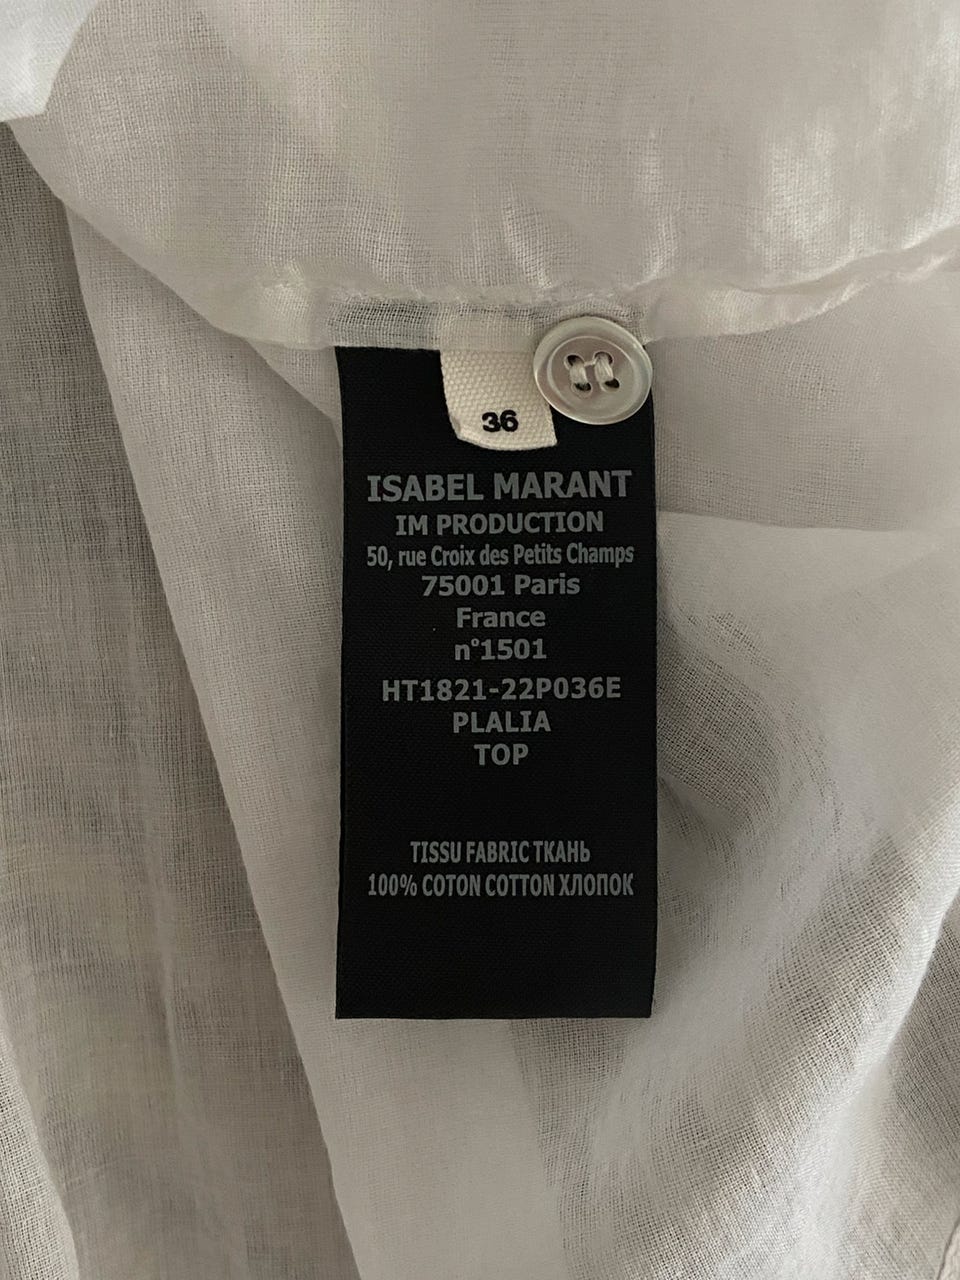 36
ISABEL MARANT
IM PRODUCTION
50, rue Croix des Petits Champs
75001 Paris
France
n°1501
HT1821-22P036E
PLALIA
TOP
TISSU FABRIC ТКАНЬ
100% COTON COTTON ХЛОПОК